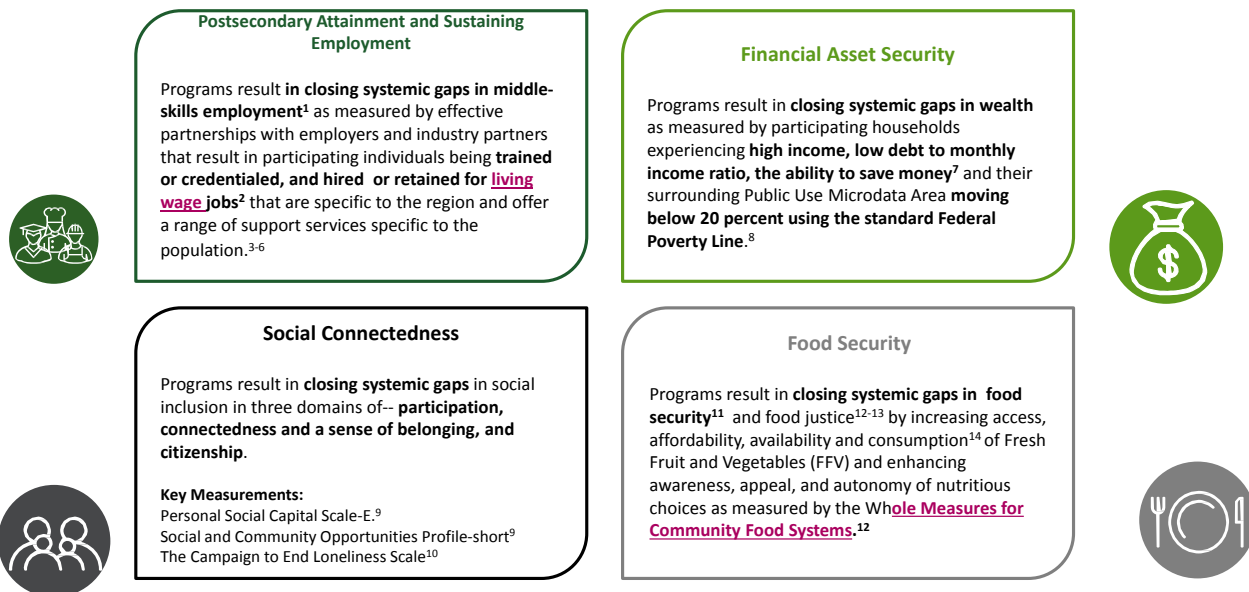 Postsecondary Attainment and Sustaining
Employment
Programs result in closing systemic gaps in middle-
skills employment¹ as measured by effective
partnerships with employers and industry partners
that result in participating individuals being trained
or credentialed, and hired or retained for living
wage jobs² that are specific to the region and offer
a range of support services specific to the
population.³⁻⁶
Financial Asset Security
Programs result in closing systemic gaps in wealth
as measured by participating households
experiencing high income, low debt to monthly
income ratio, the ability to save money⁷ and their
surrounding Public Use Microdata Area moving
below 20 percent using the standard Federal
Poverty Line.⁸
$
Social Connectedness
Programs result in closing systemic gaps in social
inclusion in three domains of-- participation,
connectedness and a sense of belonging, and
citizenship.
Key Measurements:
Personal Social Capital Scale-E.⁹
Social and Community Opportunities Profile-short⁹
The Campaign to End Loneliness Scale¹⁰
Food Security
Programs result in closing systemic gaps in food
security¹¹ and food justice¹²⁻¹³ by increasing access,
affordability, availability and consumption¹⁴ of Fresh
Fruit and Vegetables (FFV) and enhancing
awareness, appeal, and autonomy of nutritious
choices as measured by the Whole Measures for
Community Food Systems.¹²